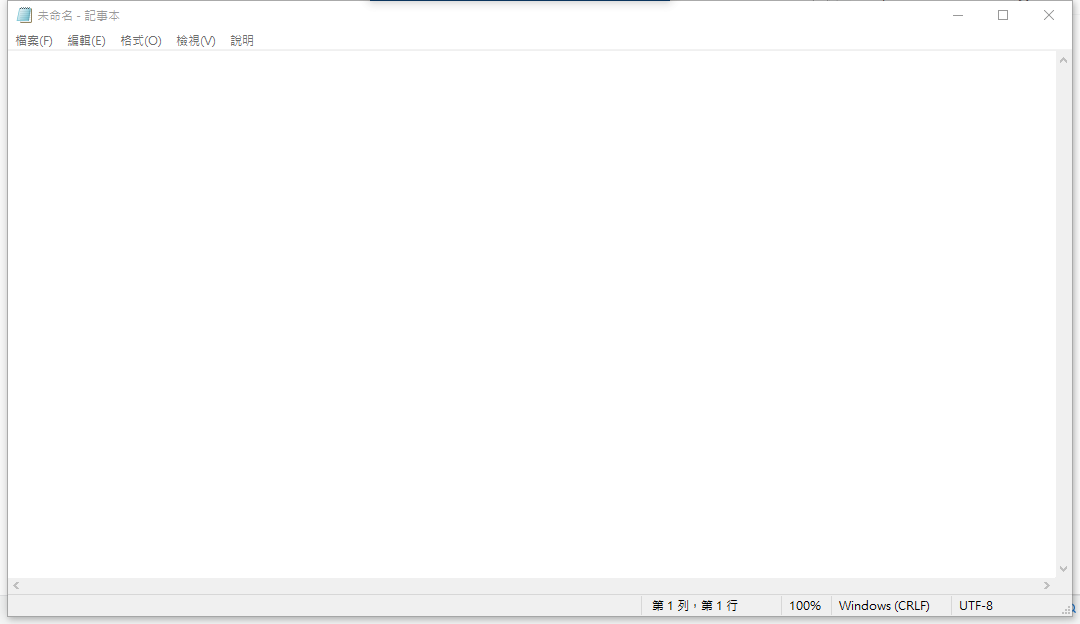 未命名 - 記事本
檔案(F) 編輯(E) 格式(O) 檢視(V) 說明
第 1 列，第 1 行 100% Windows (CRLF) UTF-8